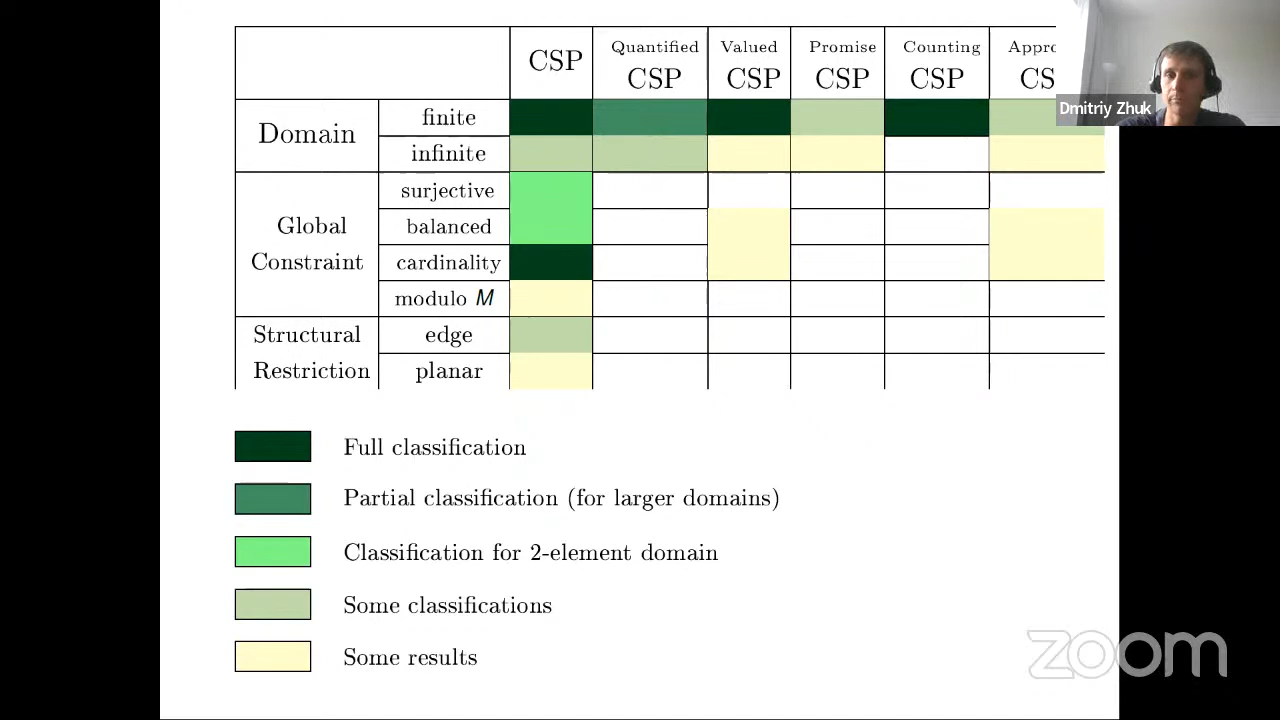 Quantified Valued Promise Counting Appro
CSP CSP CSP CSP CSP CS
Domain
finite
infinite
Global
Constraint
surjective
balanced
cardinality
modulo M
Structural
Restriction
edge
planar
Full classification
Partial classification (for larger domains)
Classification for 2-element domain
Some classifications
Some results
Dmitriy Zhuk
zoom